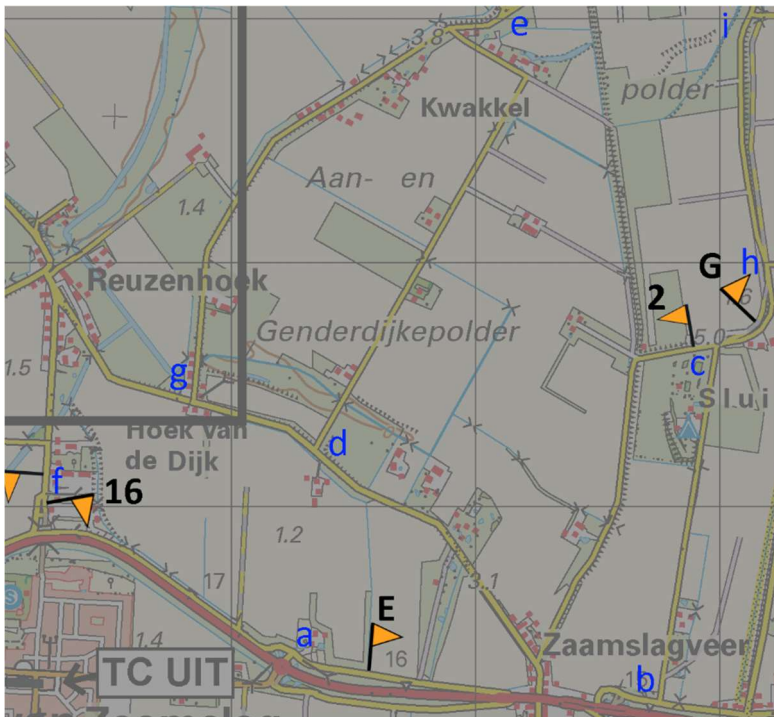 e
i
3.8
polder
Kwakkel
Aan- en
1.4
G
h
Reuzenhoek
2
Genderdijkepolder
5.0
1.5
g
c
Slui
Hoek van
d
de Dijk
f
16
1.2
3.1
17
E
1.4
a
16
Zaamslagveer
TC UIT
b